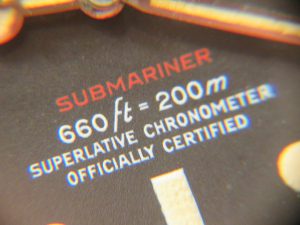 SUBMARINER
660ft = 200m
SUPERLATIVE CHRONOMETER
OFFICIALLY CERTIFIED